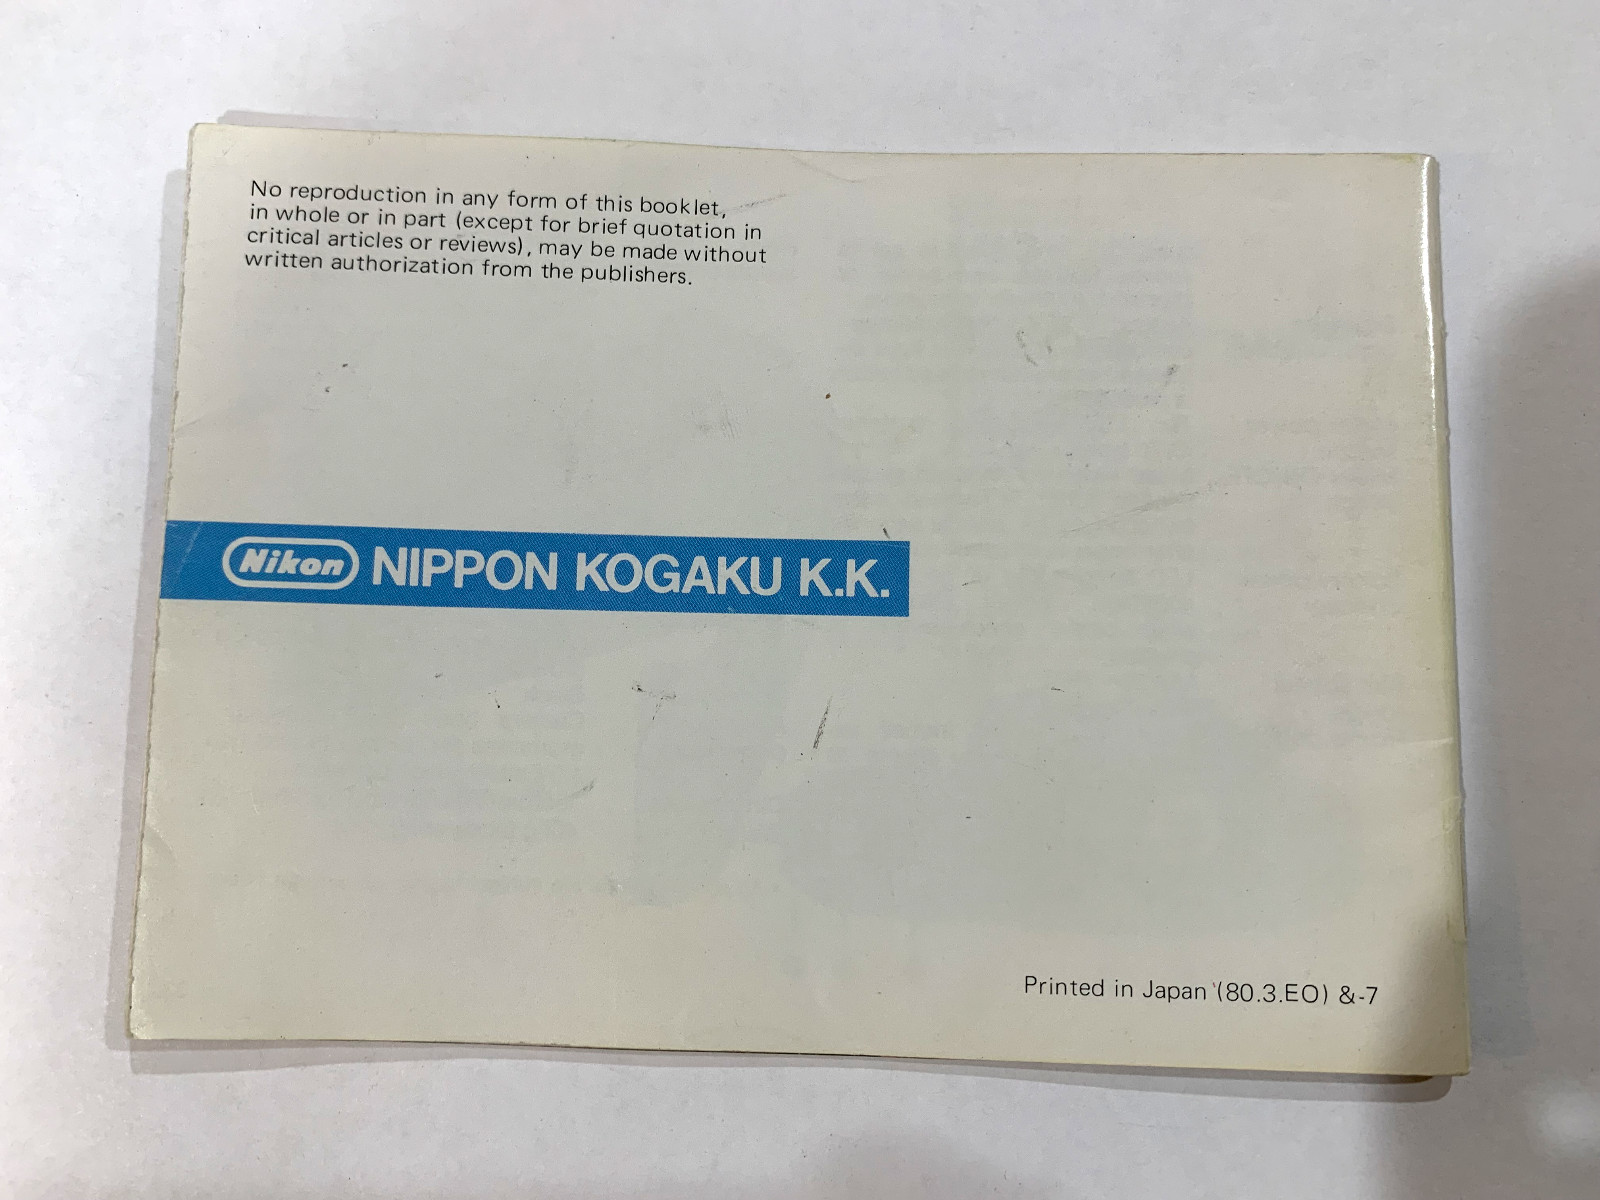 No reproduction in any form of this booklet,
in whole or in part (except for brief quotation in
critical articles or reviews), may be made without
written authorization from the publishers.
Nikon NIPPON KOGAKU K.K.
Printed in Japan (80.3.EO) &-7